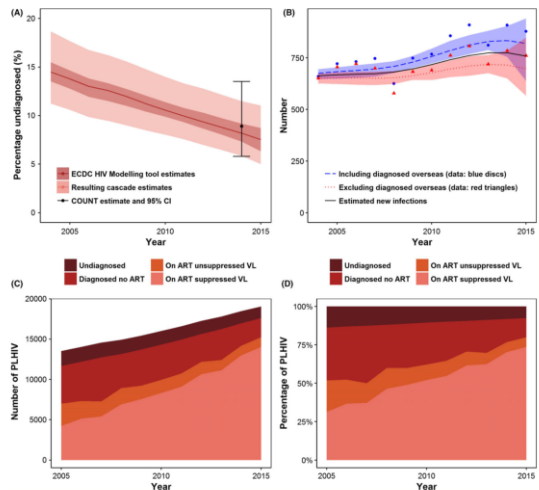 (A)
Percentage undiagnosed (%)
20
15
10
5
0
ECDC HIV Modelling tool estimates
Resulting cascade estimates
COUNT estimate and 95% CI
2005 2010 2015
Year
(B)
Number
750
500
250
0
Including diagnosed overseas (data: blue discs)
Excluding diagnosed overseas (data: red triangles)
Estimated new infections
2005 2010 2015
Year
Undiagnosed On ART unsuppressed VL
Diagnosed no ART On ART suppressed VL
(C)
Number of PLHIV
20000
15000
10000
5000
0
2005 2010 2015
Year
Undiagnosed On ART unsuppressed VL
Diagnosed no ART On ART suppressed VL
(D)
Percentage of PLHIV
100%
75%
50%
25%
0%
2005 2010 2015
Year